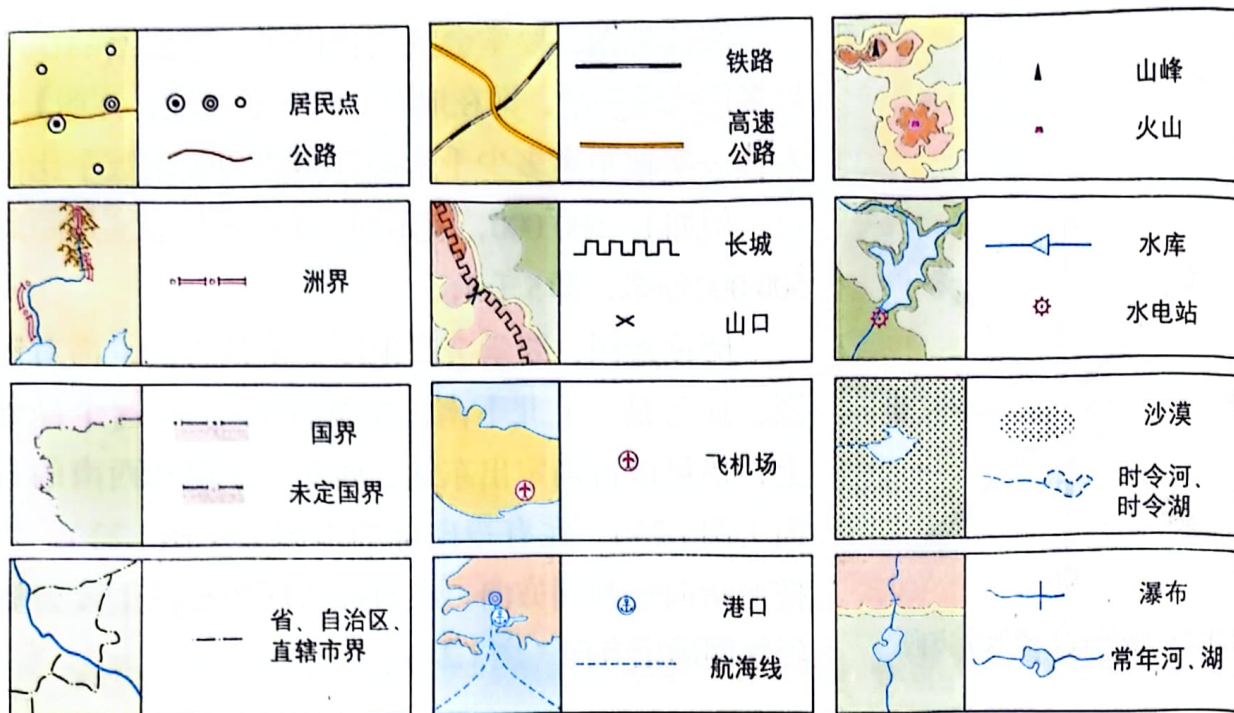 居民点
公路
铁路
高速
公路
山峰
火山
洲界
长城
山口
水库
水电站
国界
未定国界
飞机场
沙漠
时令河、
时令湖
省、自治区、
直辖市界
港口
航海线
瀑布
常年河、湖